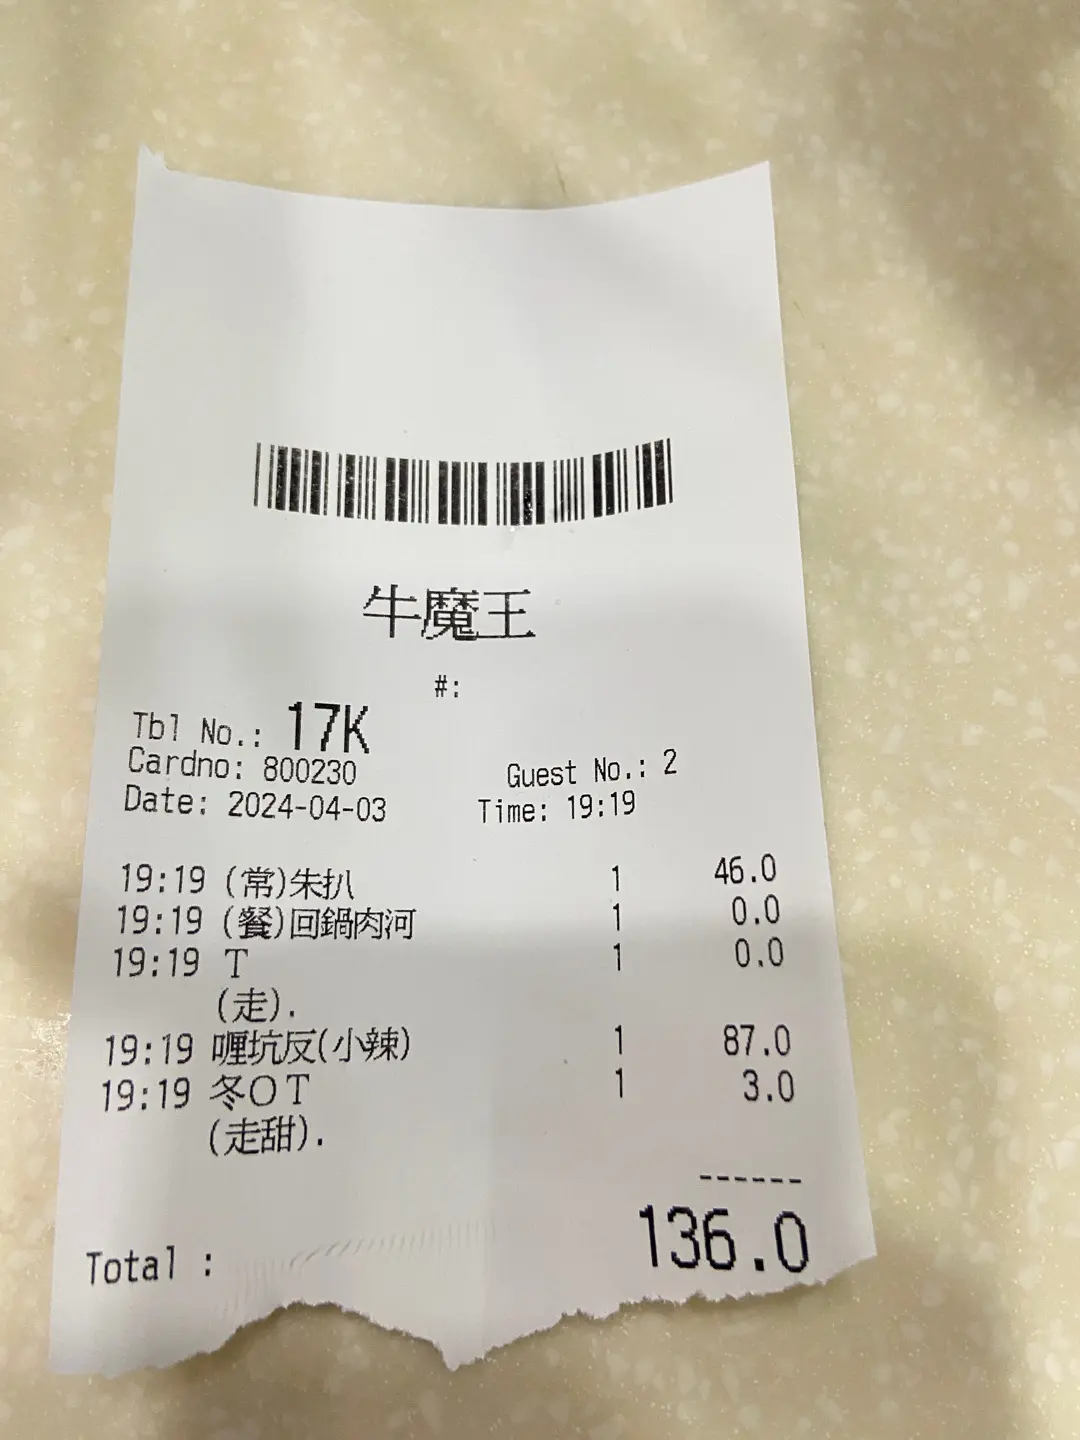 牛魔王
#:
Tbl No.: 17K
Cardno: 800230 Guest No.: 2
Date: 2024-04-03 Time: 19:19
19:19 (常)朱扒 1 46.0
19:19 (餐)回鍋肉河 1 0.0
19:19 T 1 0.0
(走).
19:19 喱坑反(小辣) 1 87.0
19:19 冬OT 1 3.0
(走甜).
------
Total : 136.0